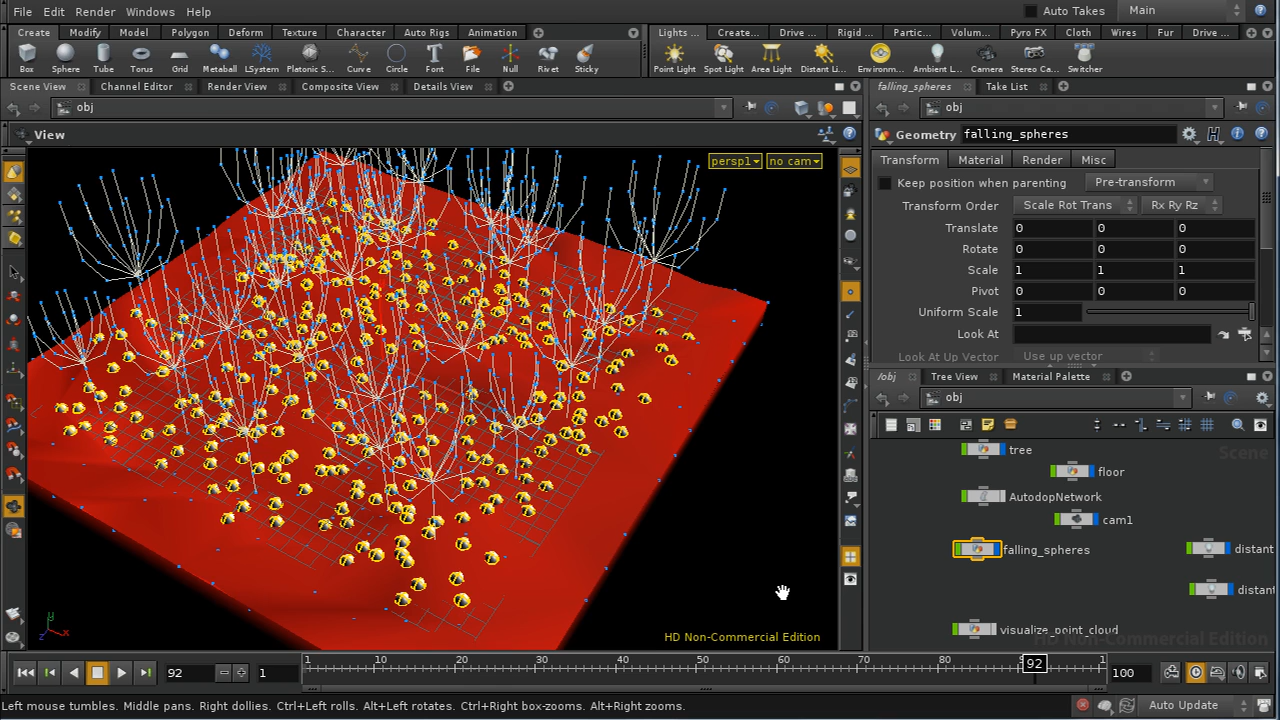 File Edit Render Windows Help Auto Takes Main
Create Modify Model Polygon Deform Texture Character Auto Rigs Animation Lights ... Create... Drive ... Rigid ... Partic... Volum... Pyro FX Cloth Wires Fur Drive ...
Box Sphere Tube Torus Grid Metaball LSystem Platonic S... Curve Circle Font File Null Rivet Sticky Point Light Spot Light Area Light Distant Li... Environm... Ambient L... Camera Stereo Ca... Switcher
Scene View Channel Editor Render View Composite View Details View falling_spheres Take List
obj obj
View Geometry falling_spheres
persp1 no cam Transform Material Render Misc
Keep position when parenting Pre-transform
Transform Order Scale Rot Trans Rx Ry Rz
Translate 0 0 0
Rotate 0 0 0
Scale 1 1 1
Pivot 0 0 0
Uniform Scale 1
Look At
Look At Up Vector Use up vector
/obj Tree View Material Palette
obj
Scene
tree
floor
AutodopNetwork
cam1
falling_spheres distant
distant
visualize_point_cloud
HD Non-Commercial Edition HD Non-Commercial Edition
y
z x
92 1 1 10 20 30 40 50 60 70 80 92 1 100
Left mouse tumbles. Middle pans. Right dollies. Ctrl+Left rolls. Alt+Left rotates. Ctrl+Right box-zooms. Alt+Right zooms. Auto Update